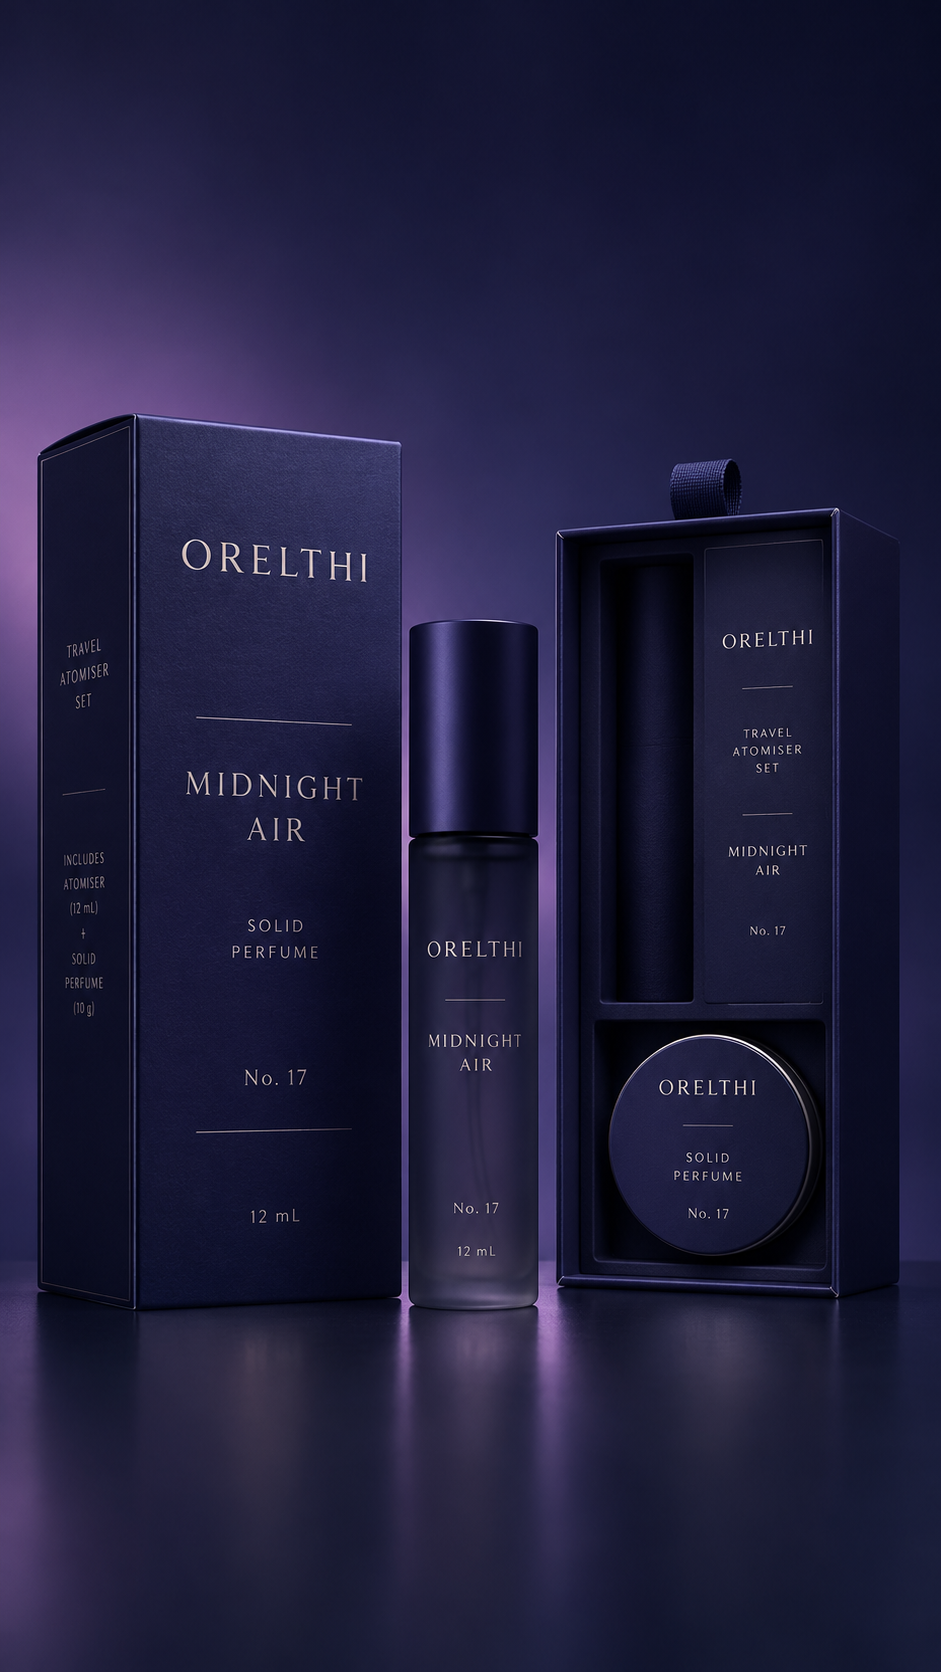 TRAVEL
ATOMISER
SET
INCLUDES
ATOMISER
(12 mL)
+
SOLID
PERFUME
(10 g)
ORELTHI
MIDNIGHT
AIR
SOLID
PERFUME
No. 17
12 mL
ORELTHI
MIDNIGHT
AIR
No. 17
12 mL
ORELTHI
TRAVEL
ATOMISER
SET
MIDNIGHT
AIR
No. 17
ORELTHI
SOLID
PERFUME
No. 17